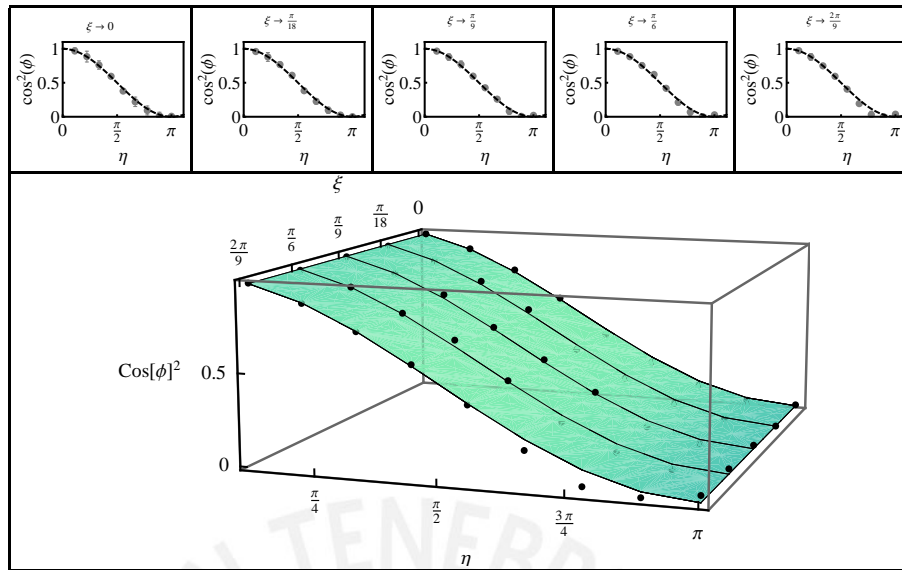 ξ → 0
cos²(ϕ)
1
0.5
0
0
π/2
π
η
ξ → π/18
cos²(ϕ)
1
0.5
0
0
π/2
π
η
ξ → π/9
cos²(ϕ)
1
0.5
0
0
π/2
π
η
ξ → π/6
cos²(ϕ)
1
0.5
0
0
π/2
π
η
ξ → 2π/9
cos²(ϕ)
1
0.5
0
0
π/2
π
η
ξ
2π/9
π/6
π/9
π/18
0
Cos[ϕ]²
0.5
0
π/4
π/2
3π/4
π
η
N TENEBR